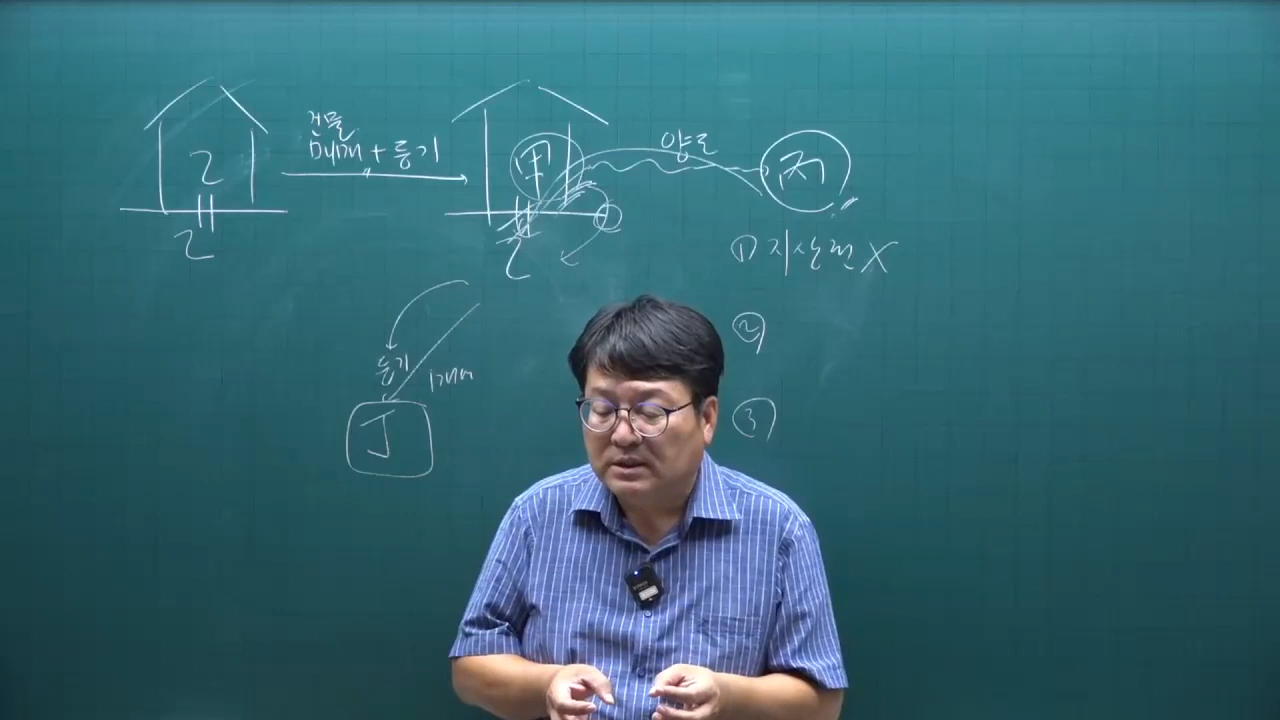 건물
매매 + 등기
乙
乙
甲
乙
양도
丙
① 지상권 X
②
③
등기
매매
丁